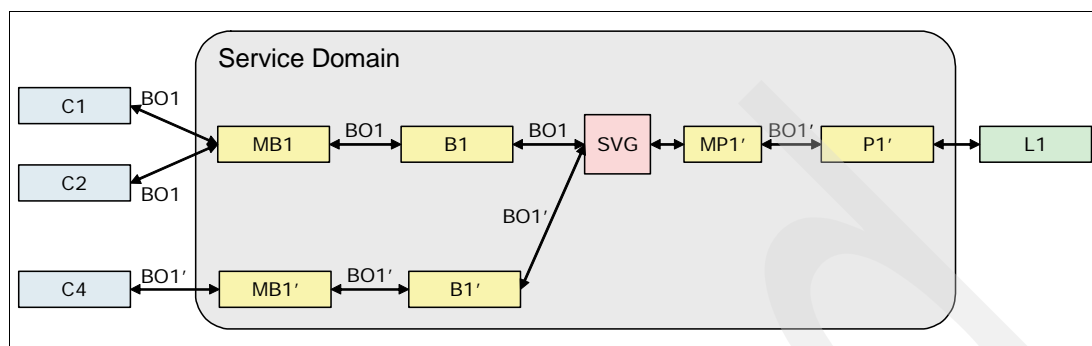 Service Domain
C1
BO1
MB1
BO1
B1
BO1
SVG
MP1′
BO1′
P1′
L1
C2
BO1
BO1′
C4
BO1′
MB1′
BO1′
B1′